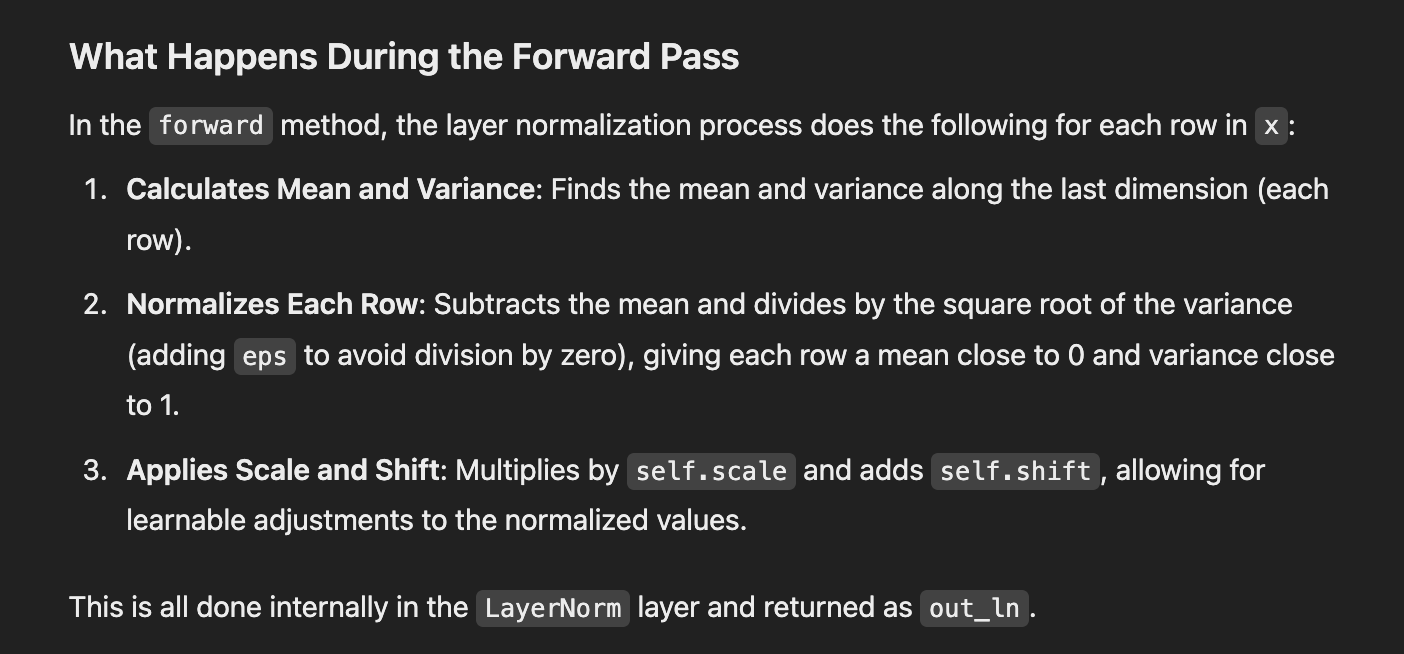 What Happens During the Forward Pass
In the forward method, the layer normalization process does the following for each row in x:
1. Calculates Mean and Variance: Finds the mean and variance along the last dimension (each
row).
2. Normalizes Each Row: Subtracts the mean and divides by the square root of the variance
(adding eps to avoid division by zero), giving each row a mean close to 0 and variance close
to 1.
3. Applies Scale and Shift: Multiplies by self.scale and adds self.shift, allowing for
learnable adjustments to the normalized values.
This is all done internally in the LayerNorm layer and returned as out_ln.